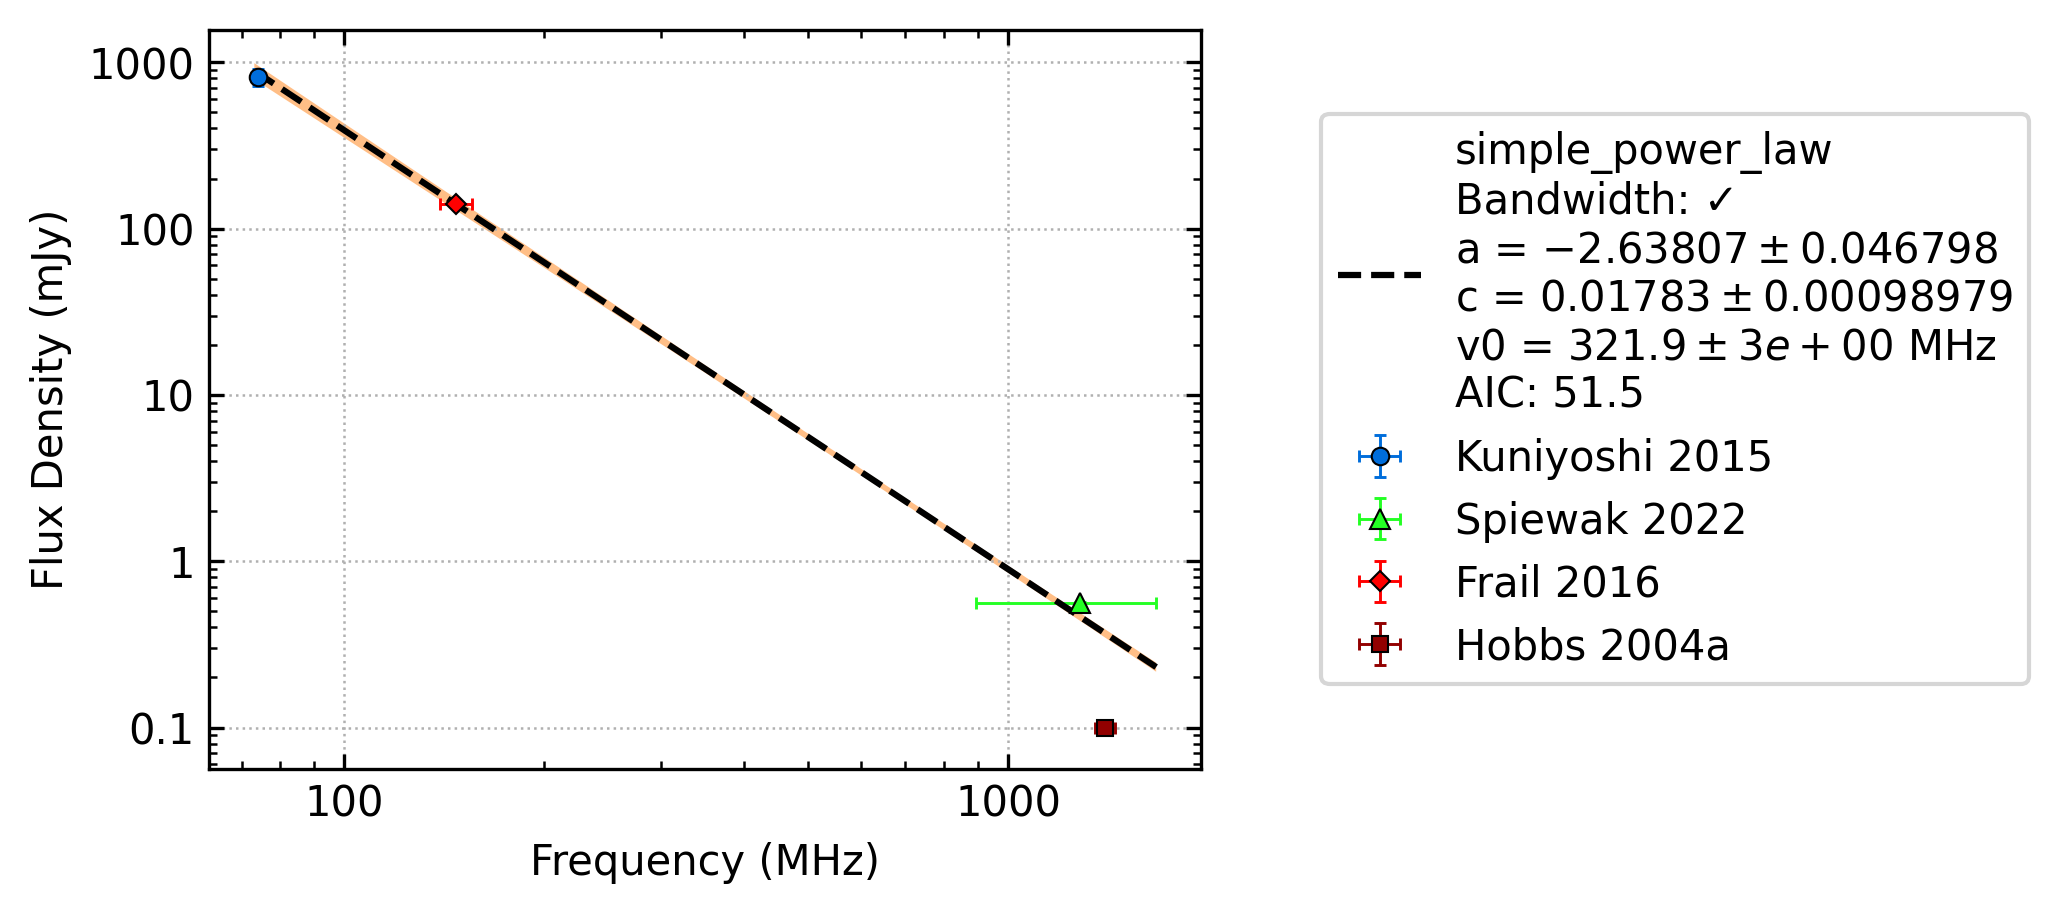 1000
100
10
1
0.1
Flux Density (mJy)
100
1000
Frequency (MHz)
simple_power_law
Bandwidth: ✓
a = −2.63807 ± 0.046798
c = 0.01783 ± 0.00098979
v0 = 321.9 ± 3e + 00 MHz
AIC: 51.5
Kuniyoshi 2015
Spiewak 2022
Frail 2016
Hobbs 2004a